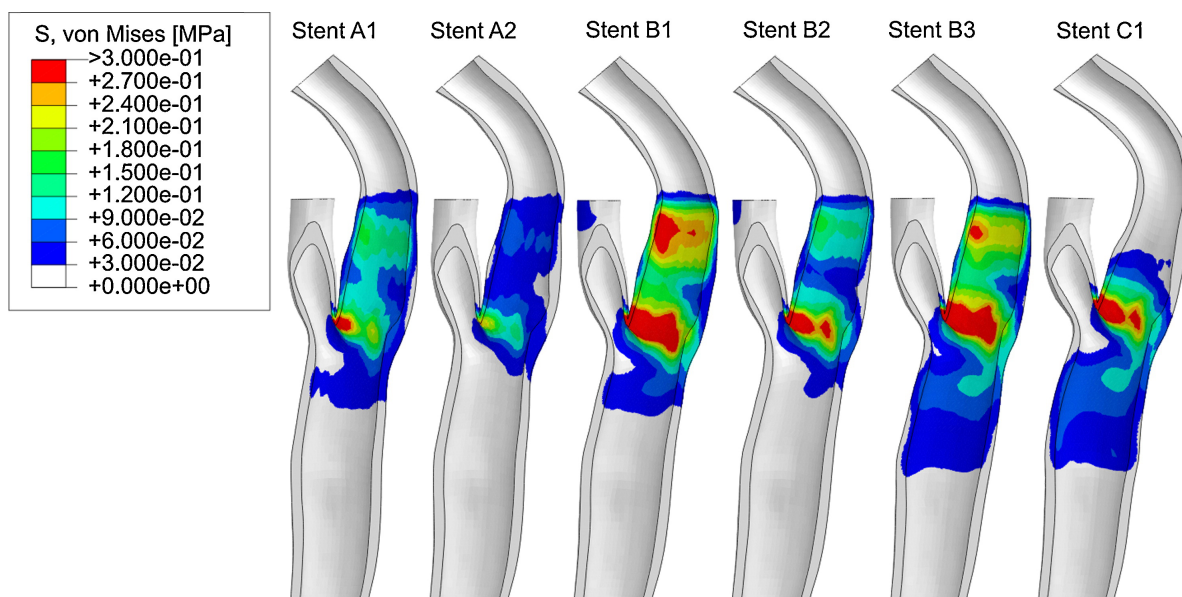 S, von Mises [MPa]
>3.000e-01
+2.700e-01
+2.400e-01
+2.100e-01
+1.800e-01
+1.500e-01
+1.200e-01
+9.000e-02
+6.000e-02
+3.000e-02
+0.000e+00
Stent A1
Stent A2
Stent B1
Stent B2
Stent B3
Stent C1